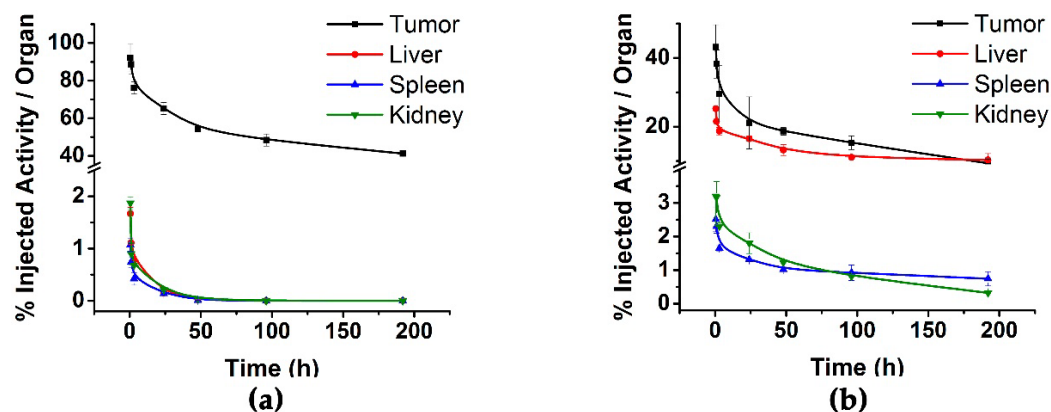 % Injected Activity / Organ
100
80
60
40
2
1
0
0 50 100 150 200
Time (h)
Tumor
Liver
Spleen
Kidney
(a)
% Injected Activity / Organ
40
20
3
2
1
0
0 50 100 150 200
Time (h)
Tumor
Liver
Spleen
Kidney
(b)